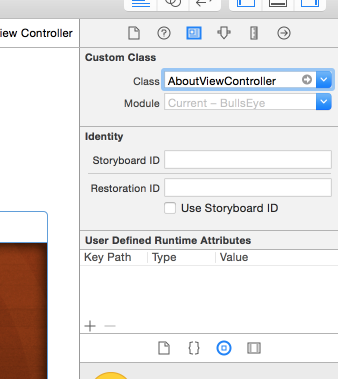 iew Controller
Custom Class
Class AboutViewController
Module Current – BullsEye
Identity
Storyboard ID
Restoration ID
Use Storyboard ID
User Defined Runtime Attributes
Key Path Type Value